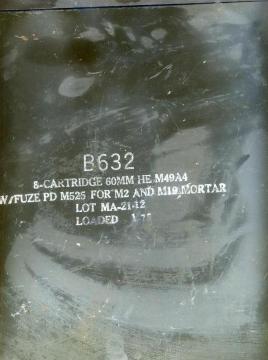 B632
8-CARTRIDGE 60MM HE M49A4
W/FUZE PD M525 FOR M2 AND M19 MORTAR
LOT MA-21-12
LOADED